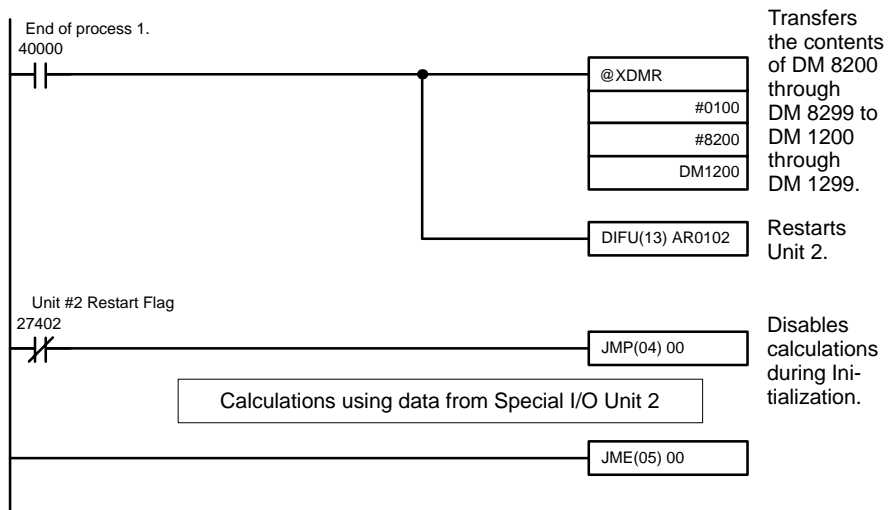 End of process 1.
40000
@XDMR
#0100
#8200
DM1200
Transfers
the contents
of DM 8200
through
DM 8299 to
DM 1200
through
DM 1299.
DIFU(13) AR0102
Restarts
Unit 2.
Unit #2 Restart Flag
27402
JMP(04) 00
Disables
calculations
during Ini-
tialization.
Calculations using data from Special I/O Unit 2
JME(05) 00